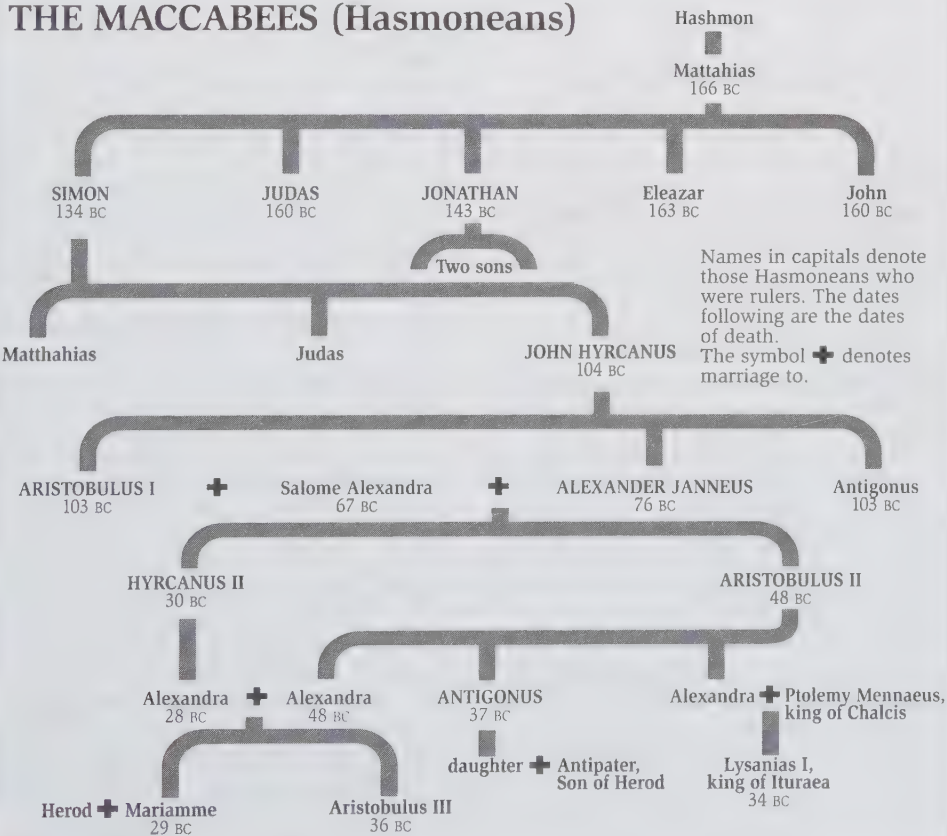 THE MACCABEES (Hasmoneans)
Hashmon
Mattahias
166 BC
SIMON
134 BC
JUDAS
160 BC
JONATHAN
143 BC
Eleazar
163 BC
John
160 BC
Two sons
Names in capitals denote
those Hasmoneans who
were rulers. The dates
following are the dates
of death.
The symbol ✚ denotes
marriage to.
Matthahias
Judas
JOHN HYRCANUS
104 BC
ARISTOBULUS I
103 BC
✚
Salome Alexandra
67 BC
✚
ALEXANDER JANNEUS
76 BC
Antigonus
103 BC
HYRCANUS II
30 BC
ARISTOBULUS II
48 BC
Alexandra
28 BC
✚
Alexandra
48 BC
ANTIGONUS
37 BC
Alexandra ✚ Ptolemy Mennaeus,
king of Chalcis
daughter ✚ Antipater,
Son of Herod
Lysanias I,
king of Ituraea
34 BC
Herod ✚ Mariamme
29 BC
Aristobulus III
36 BC